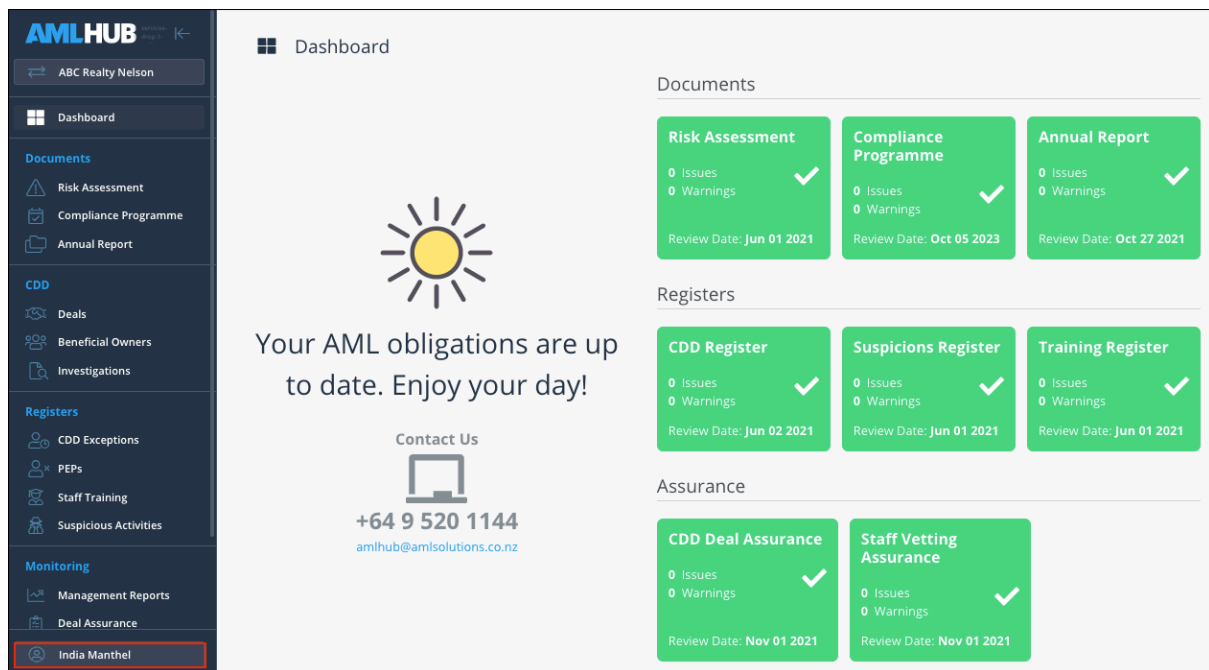 AMLHUB
ABC Realty Nelson
Dashboard
Documents
Risk Assessment
Compliance Programme
Annual Report
CDD
Deals
Beneficial Owners
Investigations
Registers
CDD Exceptions
PEPs
Staff Training
Suspicious Activities
Monitoring
Management Reports
Deal Assurance
India Manthel
Dashboard
Your AML obligations are up
to date. Enjoy your day!
Contact Us
+64 9 520 1144
amlhub@amlsolutions.co.nz
Documents
Risk Assessment
0 Issues
0 Warnings
Review Date: Jun 01 2021
Compliance
Programme
0 Issues
0 Warnings
Review Date: Oct 05 2023
Annual Report
0 Issues
0 Warnings
Review Date: Oct 27 2021
Registers
CDD Register
0 Issues
0 Warnings
Review Date: Jun 02 2021
Suspicions Register
0 Issues
0 Warnings
Review Date: Jun 01 2021
Training Register
0 Issues
0 Warnings
Review Date: Jun 01 2021
Assurance
CDD Deal Assurance
0 Issues
0 Warnings
Review Date: Nov 01 2021
Staff Vetting
Assurance
0 Issues
0 Warnings
Review Date: Nov 01 2021